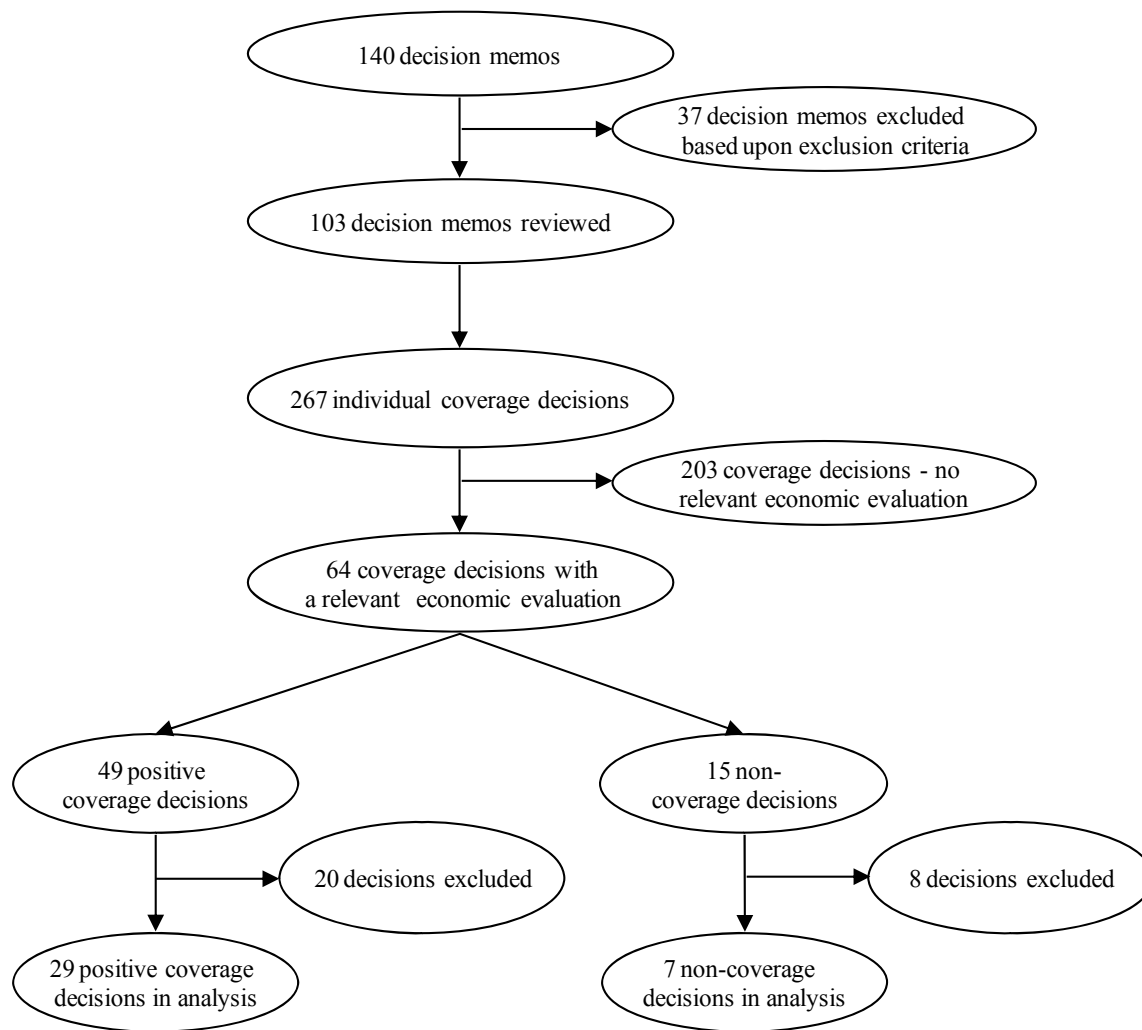 140 decision memos
37 decision memos excluded
based upon exclusion criteria
103 decision memos reviewed
267 individual coverage decisions
203 coverage decisions - no
relevant economic evaluation
64 coverage decisions with
a relevant economic evaluation
49 positive
coverage decisions
15 non-
coverage decisions
20 decisions excluded
8 decisions excluded
29 positive coverage
decisions in analysis
7 non-coverage
decisions in analysis